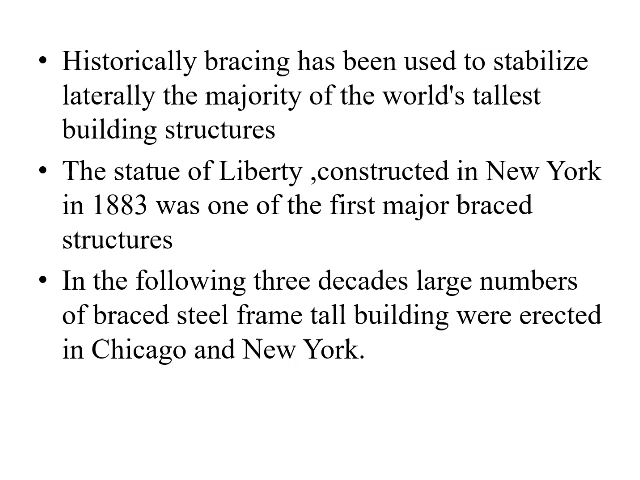 • Historically bracing has been used to stabilize
laterally the majority of the world's tallest
building structures
• The statue of Liberty ,constructed in New York
in 1883 was one of the first major braced
structures
• In the following three decades large numbers
of braced steel frame tall building were erected
in Chicago and New York.